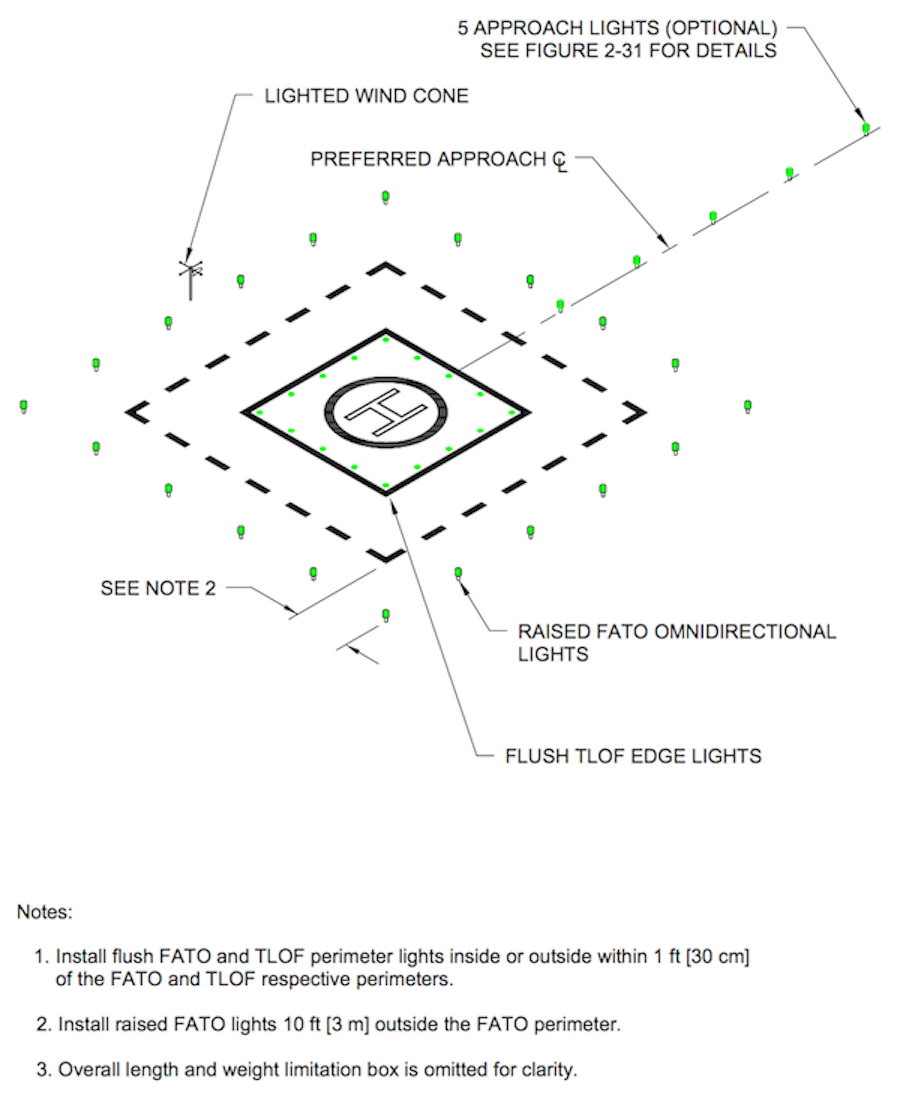 5 APPROACH LIGHTS (OPTIONAL)
SEE FIGURE 2-31 FOR DETAILS
LIGHTED WIND CONE
PREFERRED APPROACH ℄
H
SEE NOTE 2
RAISED FATO OMNIDIRECTIONAL
LIGHTS
FLUSH TLOF EDGE LIGHTS
Notes:
1. Install flush FATO and TLOF perimeter lights inside or outside within 1 ft [30 cm]
of the FATO and TLOF respective perimeters.
2. Install raised FATO lights 10 ft [3 m] outside the FATO perimeter.
3. Overall length and weight limitation box is omitted for clarity.